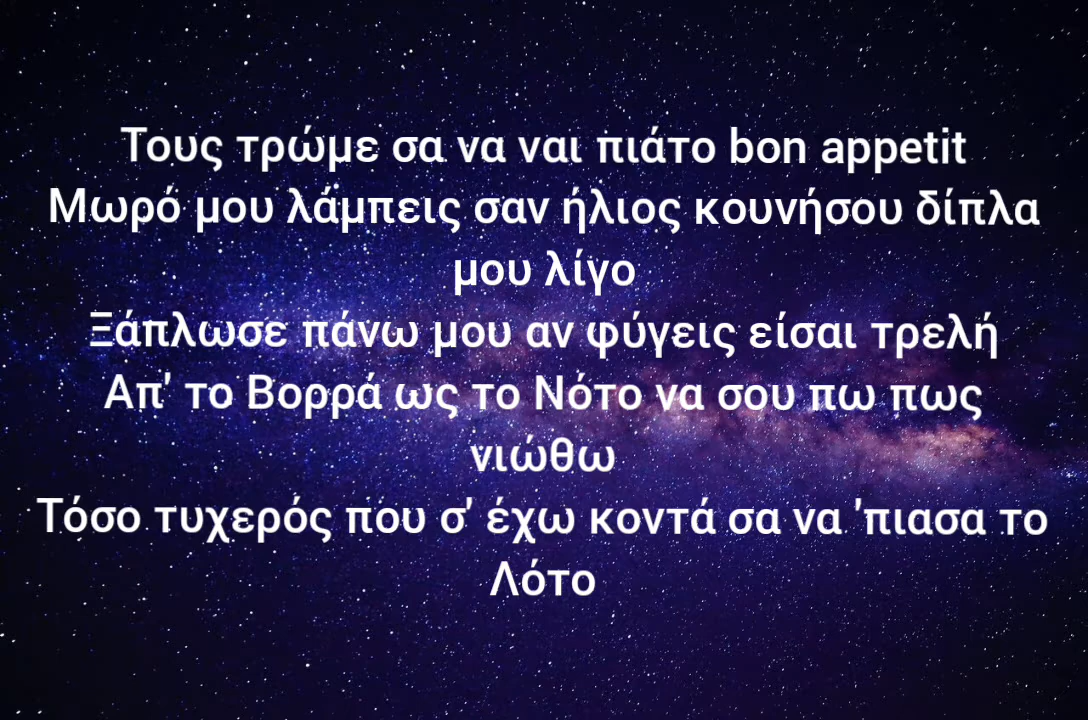 Τους τρώμε σα να ναι πιάτο bon appetit
Μωρό μου λάμπεις σαν ήλιος κουνήσου δίπλα
μου λίγο
Ξάπλωσε πάνω μου αν φύγεις είσαι τρελή
Απ' το Βορρά ως το Νότο να σου πω πως
νιώθω
Τόσο τυχερός που σ' έχω κοντά σα να 'πιασα το
Λότο